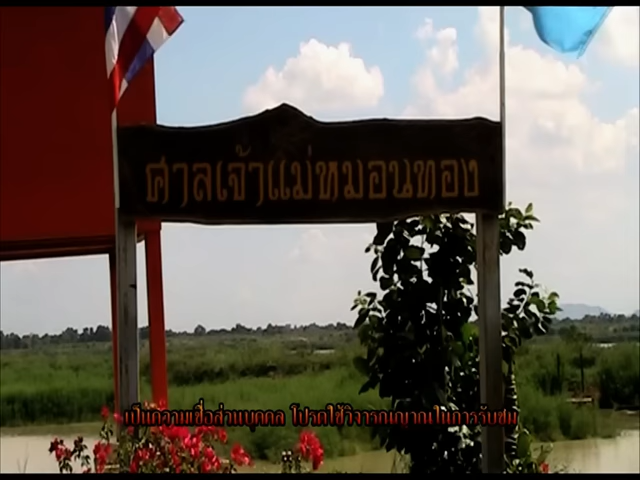 ศาลเจ้าแม่หมอนทอง
เป็นความเชื่อส่วนบุคคล โปรดใช้วิจารณญาณในการรับชม